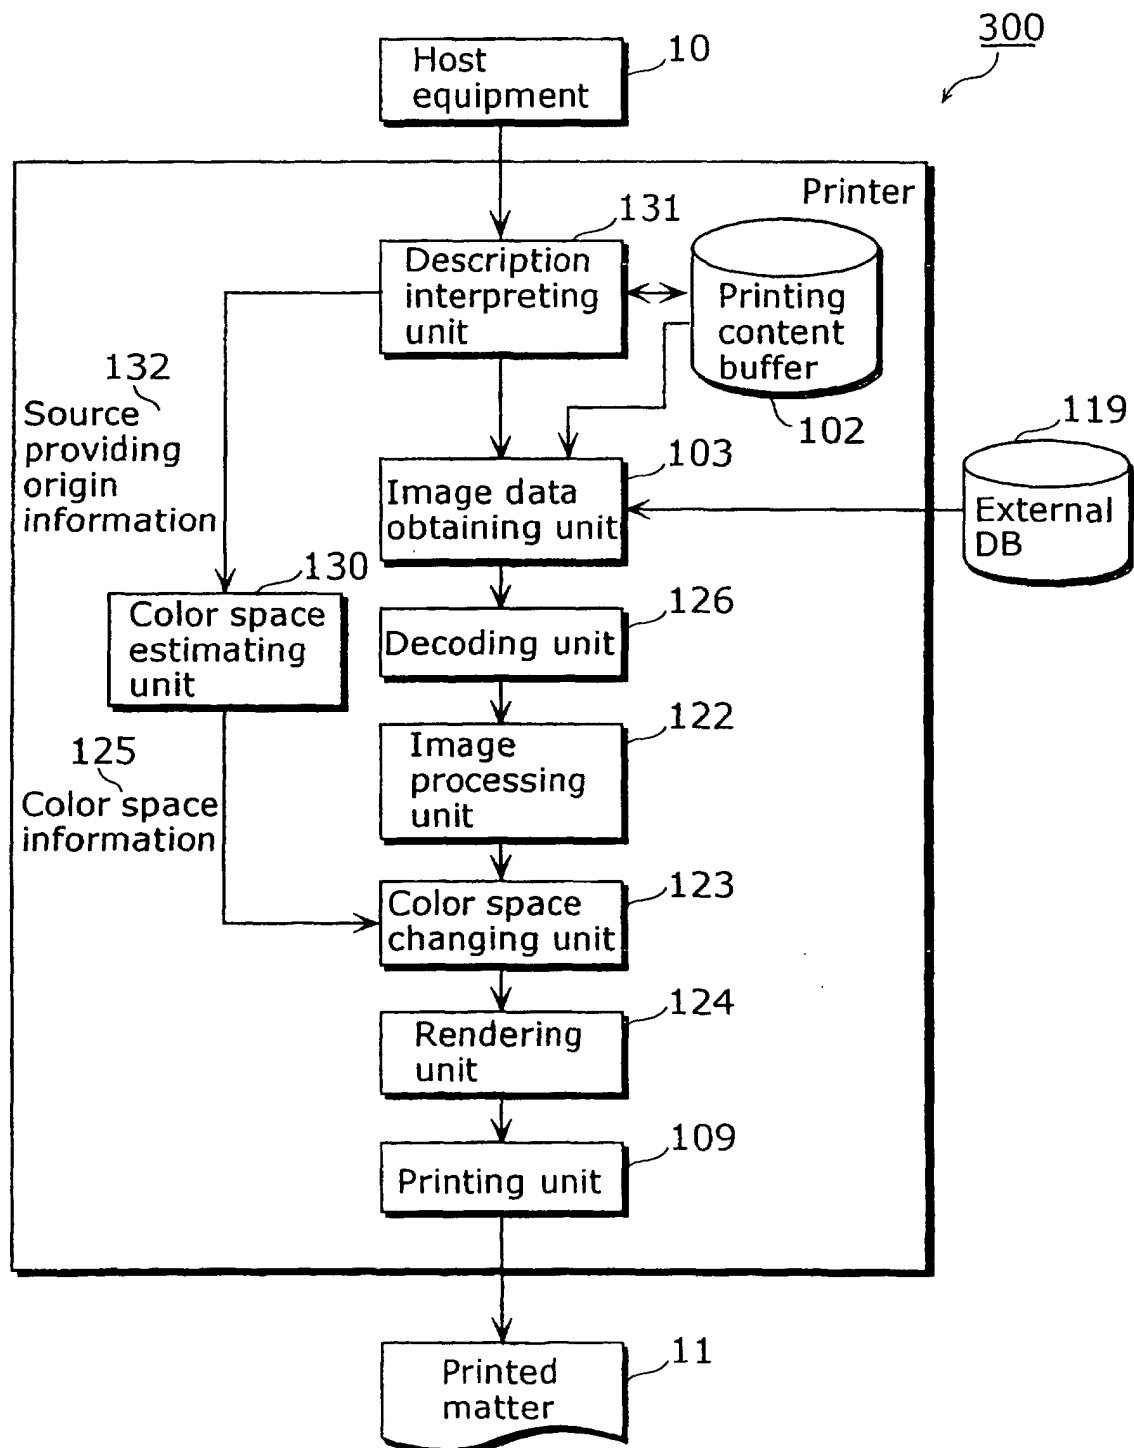 300
Host
equipment
10
Printer
131
Description
interpreting
unit
Printing
content
buffer
102
132
Source
providing
origin
information
119
External
DB
103
Image data
obtaining unit
130
Color space
estimating
unit
126
Decoding unit
122
Image
processing
unit
125
Color space
information
123
Color space
changing unit
124
Rendering
unit
109
Printing unit
11
Printed
matter